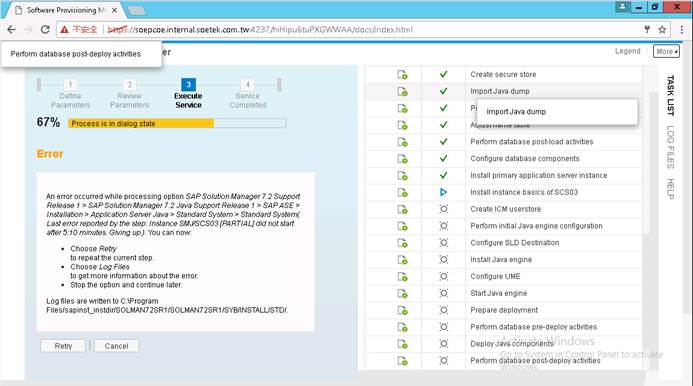 Software Provisioning M
不安全
https://sapcoe.internal.soetek.com.tw:4237/hiHipu6tuPXGWWAA/docs/index.html
Perform database post-deploy activities
er
Legend
More
1
2
3
4
Define
Parameters
Review
Parameters
Execute
Service
Service
Completed
67%
Process is in dialog state
Error
An error occurred while processing option SAP Solution Manager 7.2 Support
Release 1 > SAP Solution Manager 7.2 Java Support Release 1 > SAP ASE >
Installation > Application Server Java > Standard System > Standard System(
Last error reported by the step: Instance SMJ/SCS03 [PARTIAL] did not start
after 5:10 minutes. Giving up.). You can now:
Choose Retry
to repeat the current step.
Choose Log Files
to get more information about the error.
Stop the option and continue later.
Log files are written to C:\Program
Files/sapinst_instdir/SOLMAN72SR1/SOLMAN72SR1/SYB/INSTALL/STD/.
Retry
Cancel
Create secure store
Import Java dump
Import Java dump
Adjust name table
Perform database post-load activities
Configure database components
Install primary application server instance
Install instance basics of SCS03
Create ICM userstore
Perform initial Java engine configuration
Configure SLD Destination
Install Java engine
Configure UME
Start Java engine
Prepare deployment
Perform database pre-deploy activities
Deploy Java components
Perform database post-deploy activities
TASK LIST
LOG FILES
HELP
Activate Windows
Go to System in Control Panel to activate
Windows.